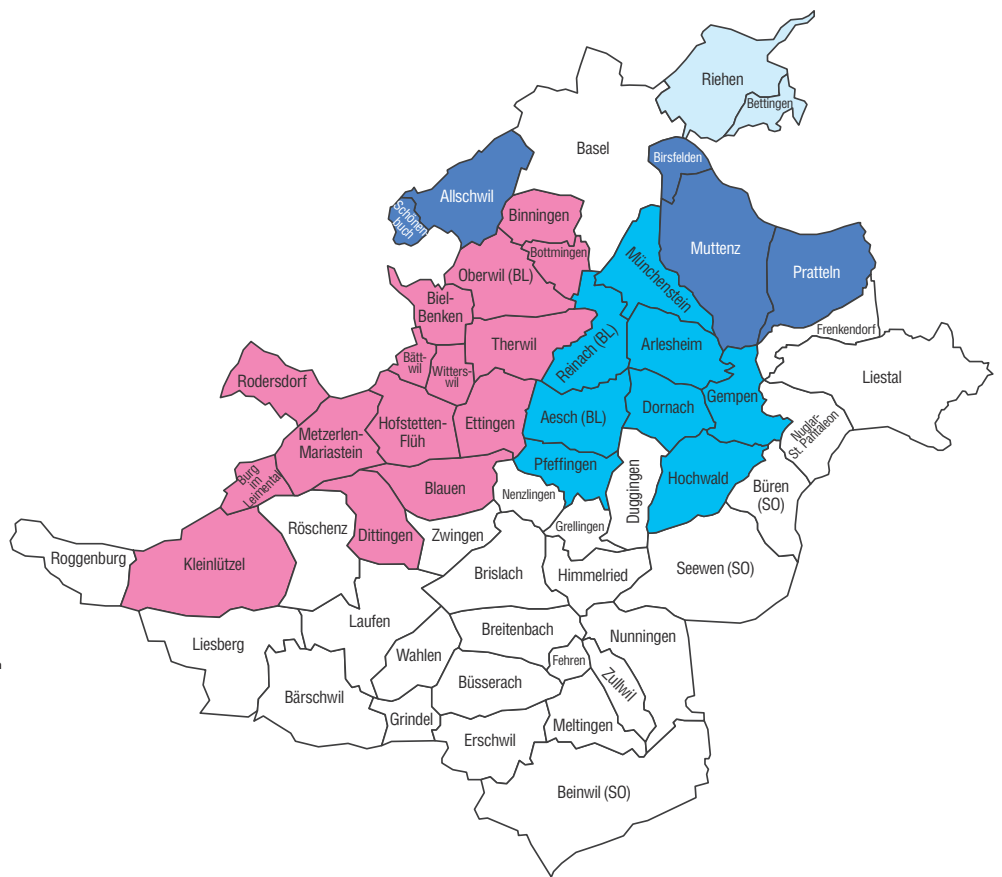 Riehen
Bettingen
Basel
Birsfelden
Allschwil
Schönen
buch
Binningen
Muttenz
Bottmingen
Oberwil (BL)
Münchenstein
Pratteln
Biel-
Benken
Frenkendorf
Therwil
Reinach (BL)
Arlesheim
Bätt-
wil
Witters-
wil
Liestal
Rodersdorf
Gempen
Hofstetten-
Flüh
Ettingen
Aesch (BL)
Dornach
Nuglar-
St. Pantaleon
Metzerlen-
Mariastein
Pfeffingen
Burg
im
Leimental
Blauen
Nenzlingen
Duggingen
Hochwald
Büren
(SO)
Röschenz
Dittingen
Zwingen
Grellingen
Roggenburg
Kleinlützel
Brislach
Himmelried
Seewen (SO)
Laufen
Breitenbach
Nunningen
Liesberg
Wahlen
Fehren
Zullwil
Bärschwil
Büsserach
Grindel
Meltingen
Erschwil
Beinwil (SO)